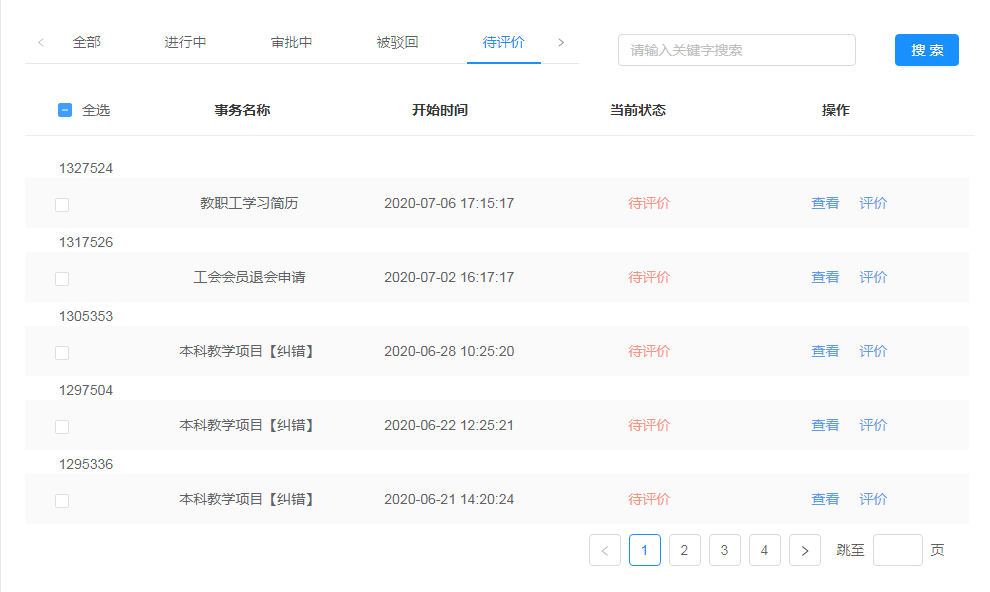 全部 进行中 审批中 被驳回 待评价 请输入关键字搜索 搜 索
全选 事务名称 开始时间 当前状态 操作
1327524
教职工学习简历 2020-07-06 17:15:17 待评价 查看 评价
1317526
工会会员退会申请 2020-07-02 16:17:17 待评价 查看 评价
1305353
本科教学项目【纠错】 2020-06-28 10:25:20 待评价 查看 评价
1297504
本科教学项目【纠错】 2020-06-22 12:25:21 待评价 查看 评价
1295336
本科教学项目【纠错】 2020-06-21 14:20:24 待评价 查看 评价
1 2 3 4 跳至 页